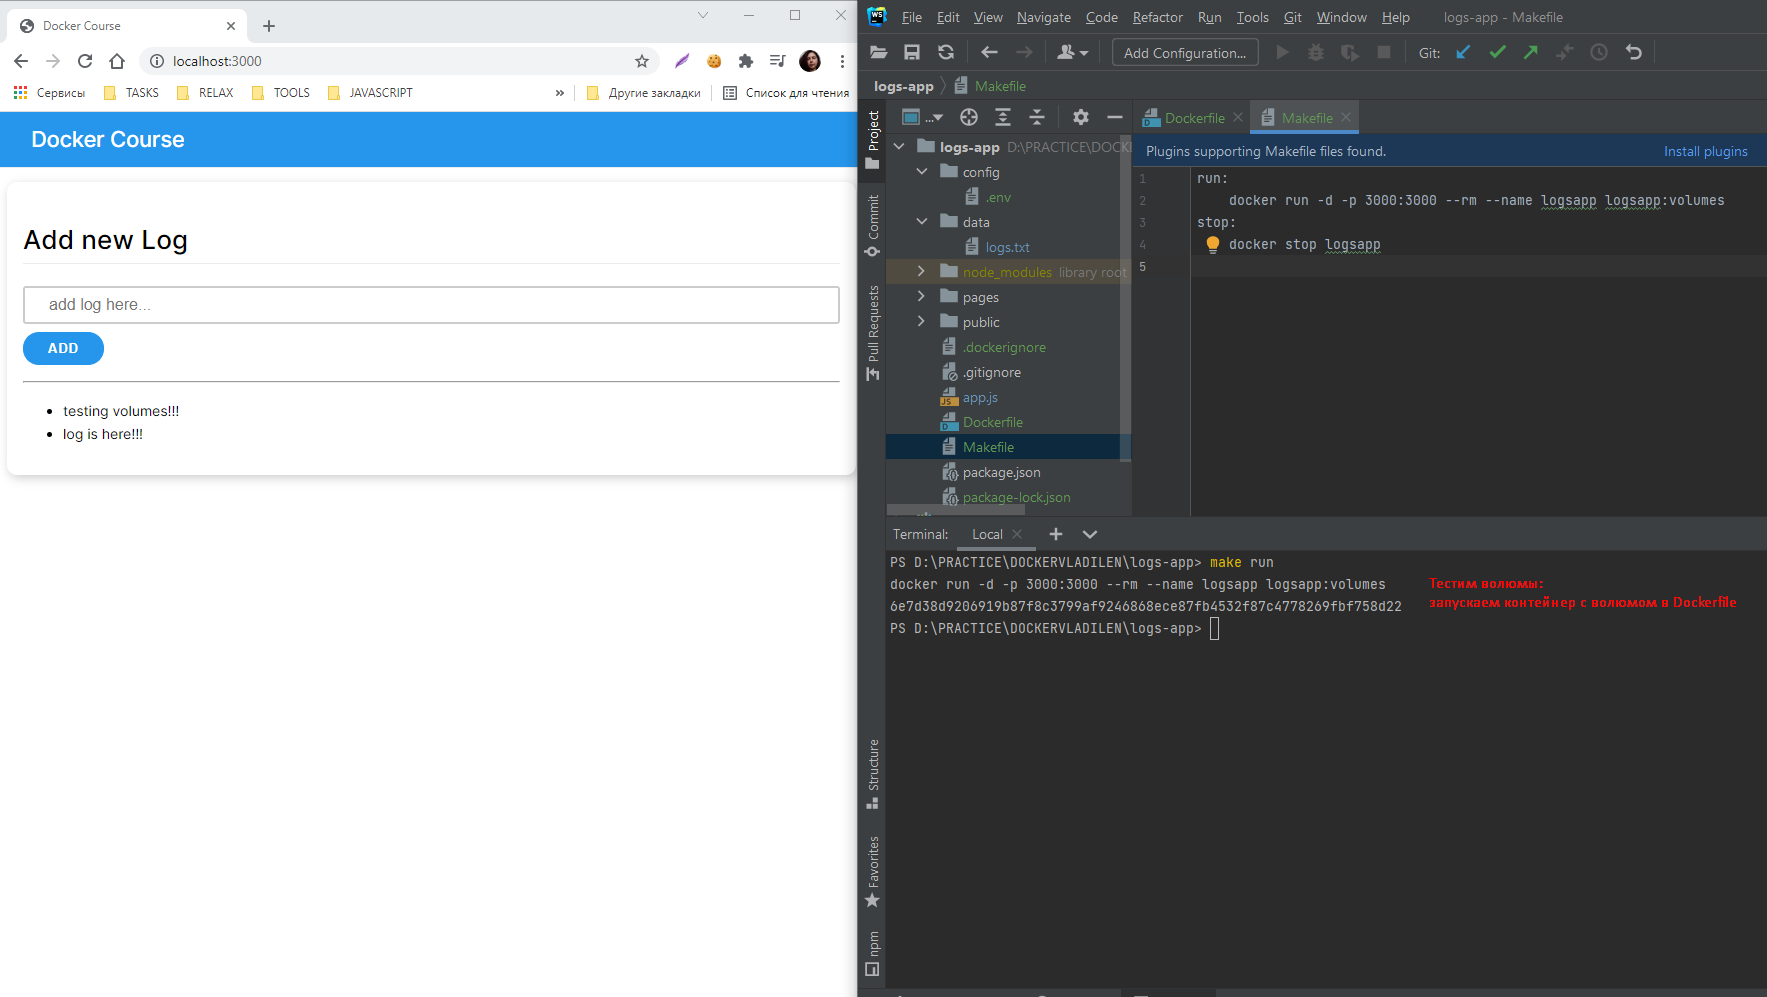 Docker Course
localhost:3000
Сервисы
TASKS
RELAX
TOOLS
JAVASCRIPT
»
Другие закладки
Список для чтения
Docker Course
Add new Log
add log here...
ADD
testing volumes!!!
log is here!!!
WS
File Edit View Navigate Code Refactor Run Tools Git Window Help
logs-app - Makefile
Add Configuration...
Git:
logs-app
Makefile
Project
Commit
Pull Requests
Structure
Favorites
npm
...
logs-app D:\PRACTICE\DOCK
config
.env
data
logs.txt
node_modules library root
pages
public
.dockerignore
.gitignore
app.js
Dockerfile
Makefile
package.json
package-lock.json
Dockerfile
Makefile
Plugins supporting Makefile files found.
Install plugins
1 run:
2 docker run -d -p 3000:3000 --rm --name logsapp logsapp:volumes
3 stop:
4 docker stop logsapp
5
Terminal:
Local
PS D:\PRACTICE\DOCKERVLADILEN\logs-app> make run
docker run -d -p 3000:3000 --rm --name logsapp logsapp:volumes
6e7d38d9206919b87f8c3799af9246868ece87fb4532f87c4778269fbf758d22
PS D:\PRACTICE\DOCKERVLADILEN\logs-app>
Тестим волюмы:
запускаем контейнер с волюмом в Dockerfile